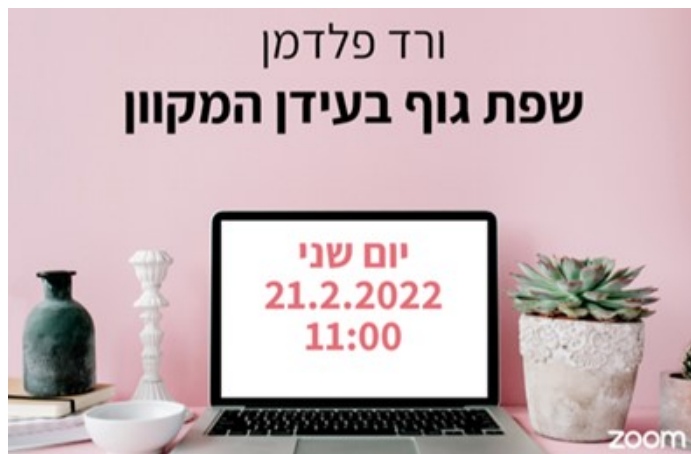 ורד פלדמן
שפת גוף בעידן המקוון
יום שני
21.2.2022
11:00
zoom